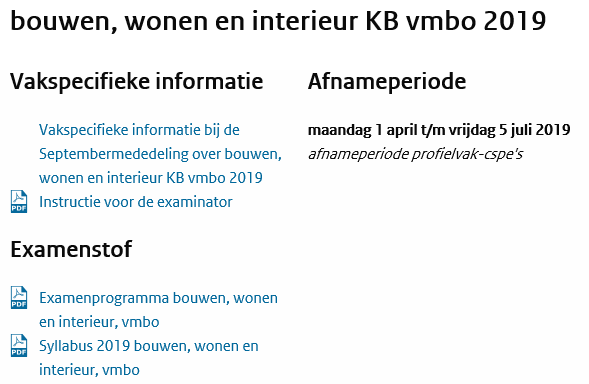 bouwen, wonen en interieur KB vmbo 2019
Vakspecifieke informatie
Vakspecifieke informatie bij de
Septembermededeling over bouwen,
wonen en interieur KB vmbo 2019
PDF
Instructie voor de examinator
Examenstof
PDF
Examenprogramma bouwen, wonen
en interieur, vmbo
PDF
Syllabus 2019 bouwen, wonen en
interieur, vmbo
Afnameperiode
maandag 1 april t/m vrijdag 5 juli 2019
afnameperiode profielvak-cspe's